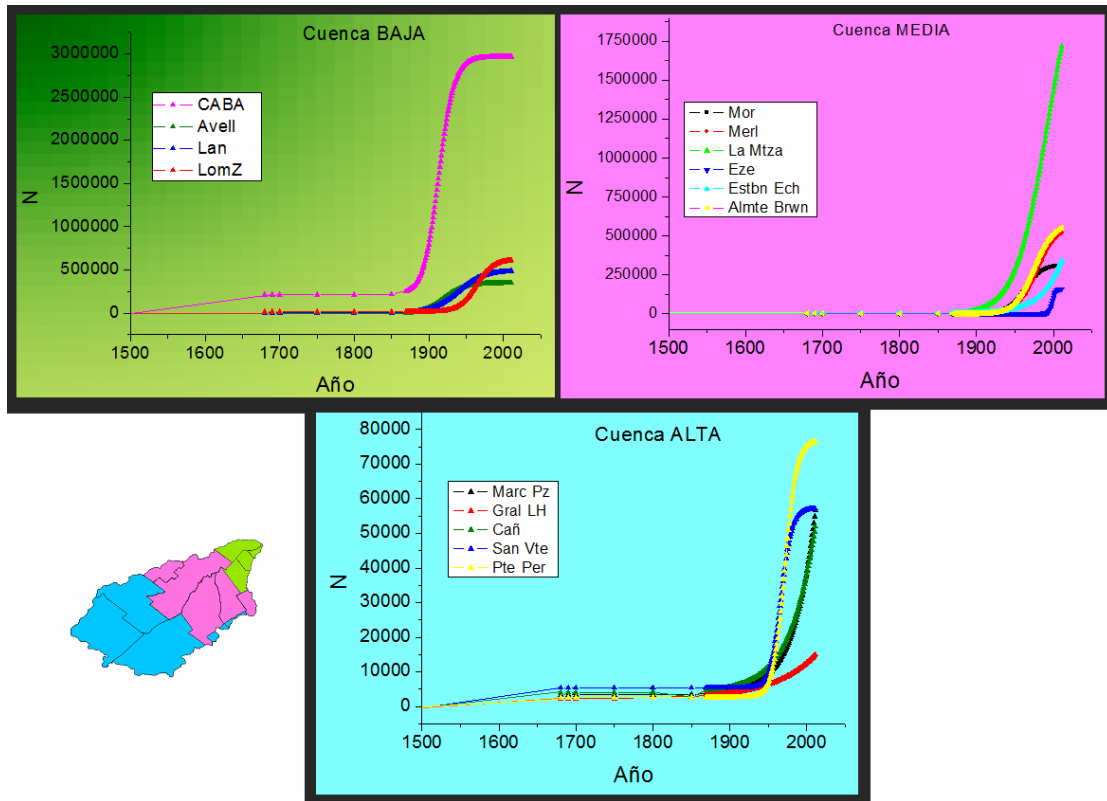 Cuenca BAJA
3000000
2500000
2000000
1500000
1000000
500000
0
N
CABA
Avell
Lan
LomZ
1500 1600 1700 1800 1900 2000
Año
Cuenca MEDIA
1750000
1500000
1250000
1000000
750000
500000
250000
0
N
Mor
Merl
La Mtza
Eze
Estbn Ech
Almte Brwn
1500 1600 1700 1800 1900 2000
Año
Cuenca ALTA
80000
70000
60000
50000
40000
30000
20000
10000
0
N
Marc Pz
Gral LH
Cañ
San Vte
Pte Per
1500 1600 1700 1800 1900 2000
Año